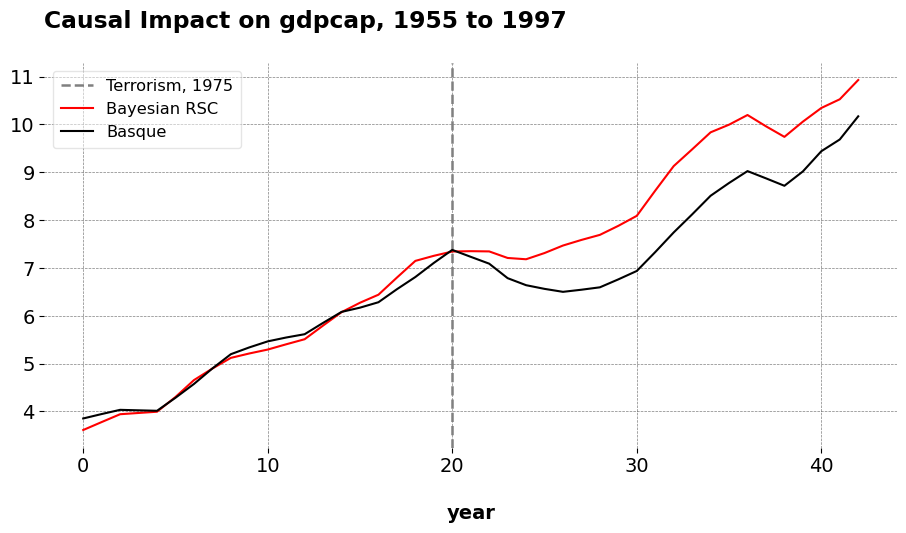 Causal Impact on gdpcap, 1955 to 1997
Terrorism, 1975
Bayesian RSC
Basque
11
10
9
8
7
6
5
4
0
10
20
30
40
year